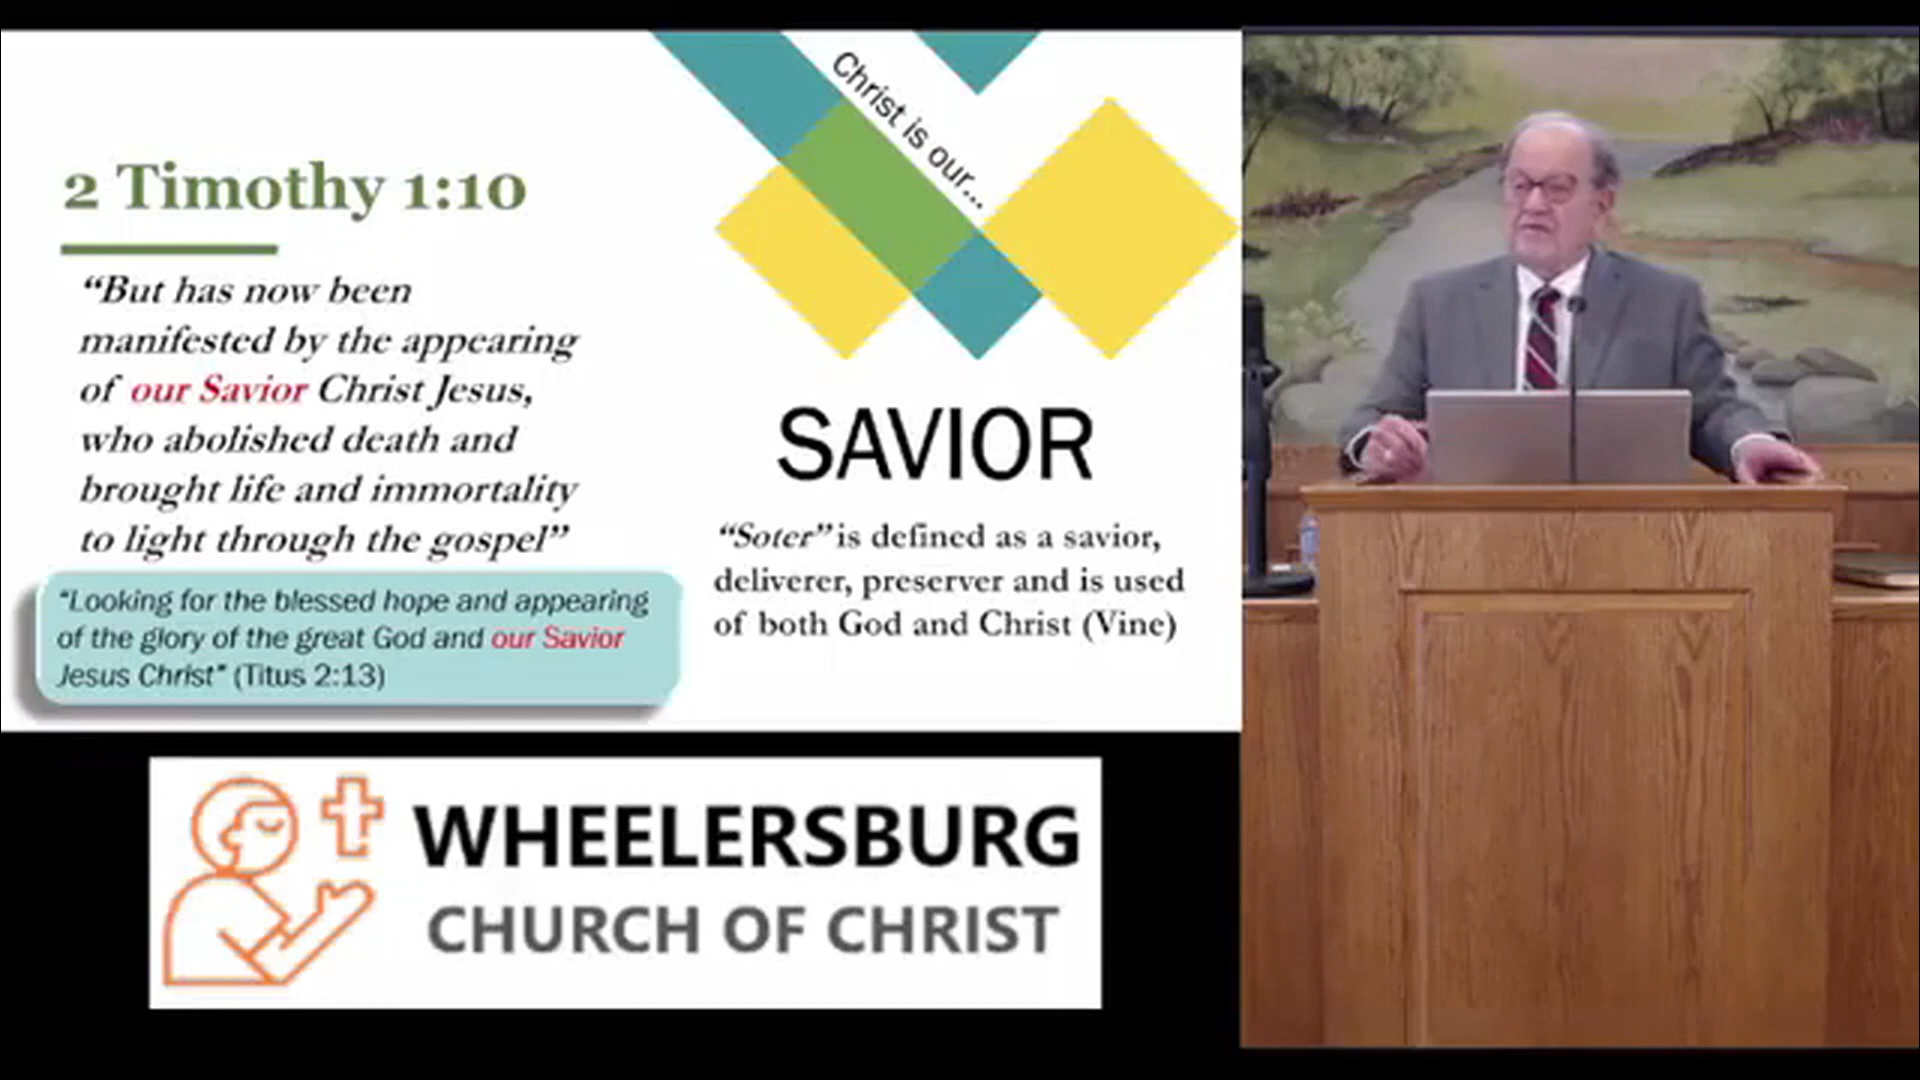 Christ is our...
2 Timothy 1:10
“But has now been
manifested by the appearing
of our Savior Christ Jesus,
who abolished death and
brought life and immortality
to light through the gospel”
“Looking for the blessed hope and appearing
of the glory of the great God and our Savior
Jesus Christ” (Titus 2:13)
SAVIOR
“Soter” is defined as a savior,
deliverer, preserver and is used
of both God and Christ (Vine)
WHEELERSBURG
CHURCH OF CHRIST